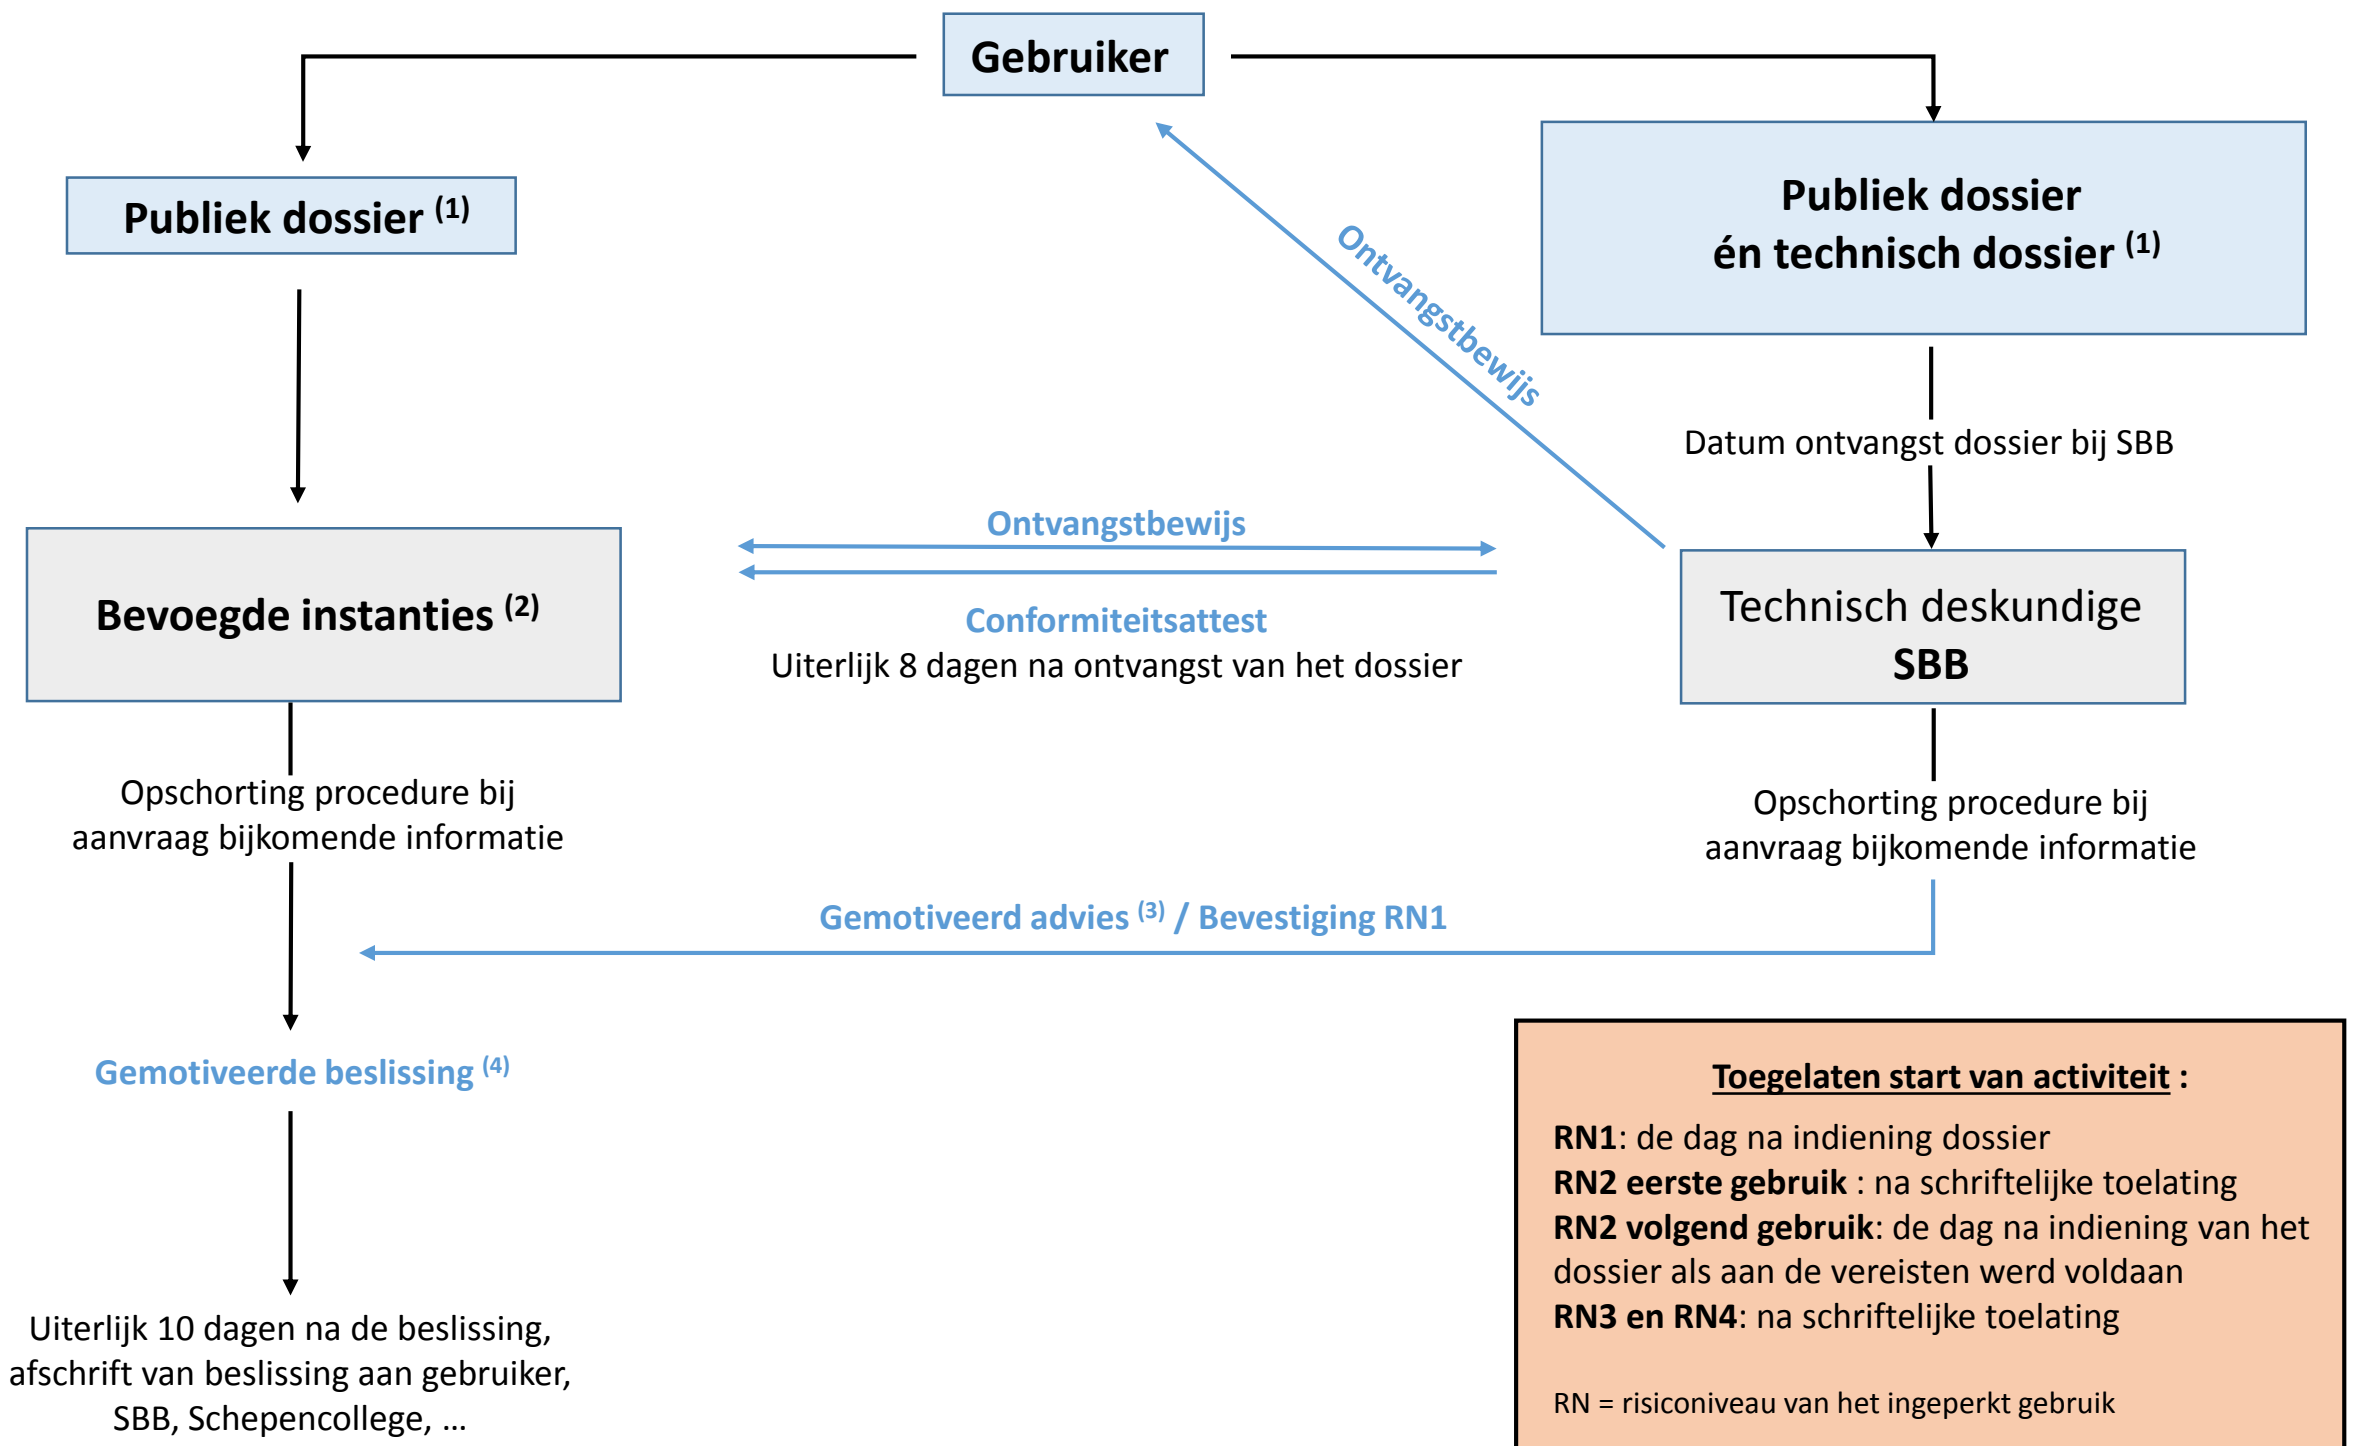 Gebruiker
Publiek dossier (1)
Publiek dossier
én technisch dossier (1)
Ontvangstbewijs
Datum ontvangst dossier bij SBB
Ontvangstbewijs
Bevoegde instanties (2)
Conformiteitsattest
Uiterlijk 8 dagen na ontvangst van het dossier
Technisch deskundige
SBB
Opschorting procedure bij
aanvraag bijkomende informatie
Opschorting procedure bij
aanvraag bijkomende informatie
Gemotiveerd advies (3) / Bevestiging RN1
Gemotiveerde beslissing (4)
Uiterlijk 10 dagen na de beslissing,
afschrift van beslissing aan gebruiker,
SBB, Schepencollege, ...
Toegelaten start van activiteit :
RN1: de dag na indiening dossier
RN2 eerste gebruik : na schriftelijke toelating
RN2 volgend gebruik: de dag na indiening van het
dossier als aan de vereisten werd voldaan
RN3 en RN4: na schriftelijke toelating
RN = risiconiveau van het ingeperkt gebruik